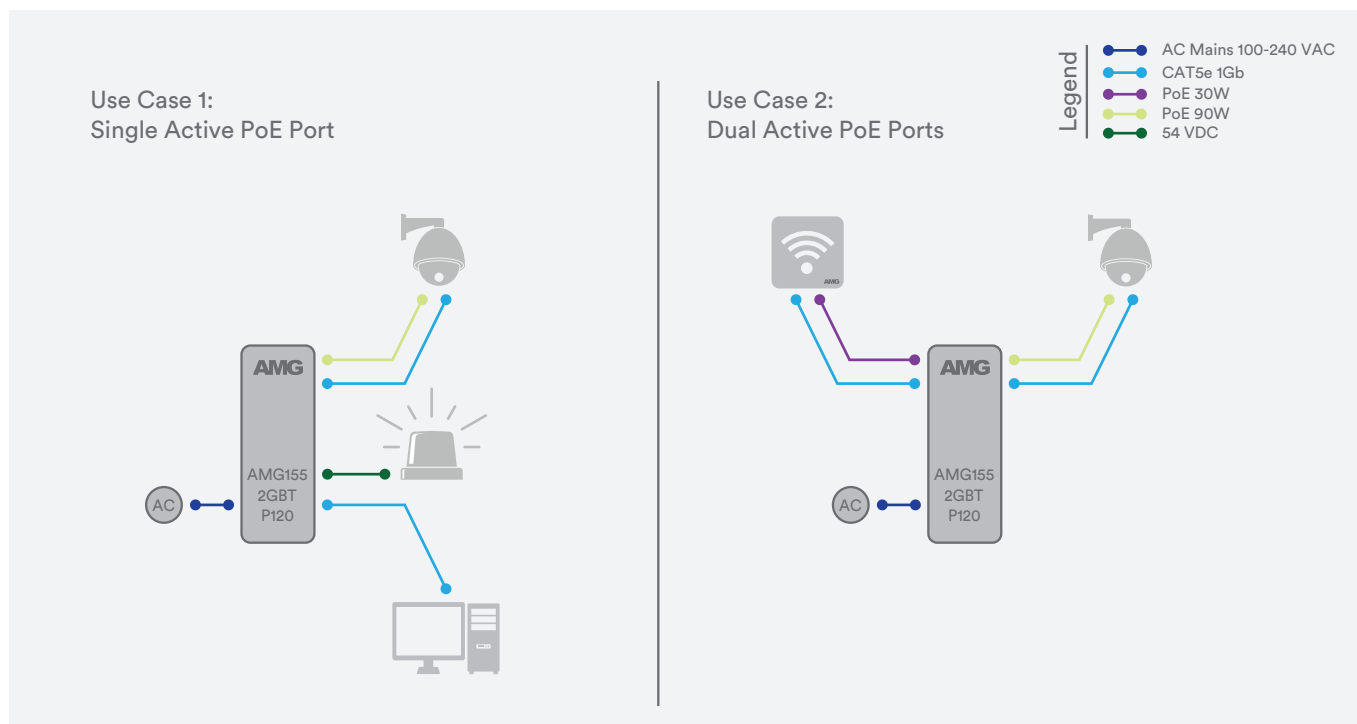 Use Case 1:
Single Active PoE Port
AMG
AMG155
2GBT
P120
AC
Use Case 2:
Dual Active PoE Ports
Legend
AC Mains 100-240 VAC
CAT5e 1Gb
PoE 30W
PoE 90W
54 VDC
AMG
AMG
AMG155
2GBT
P120
AC